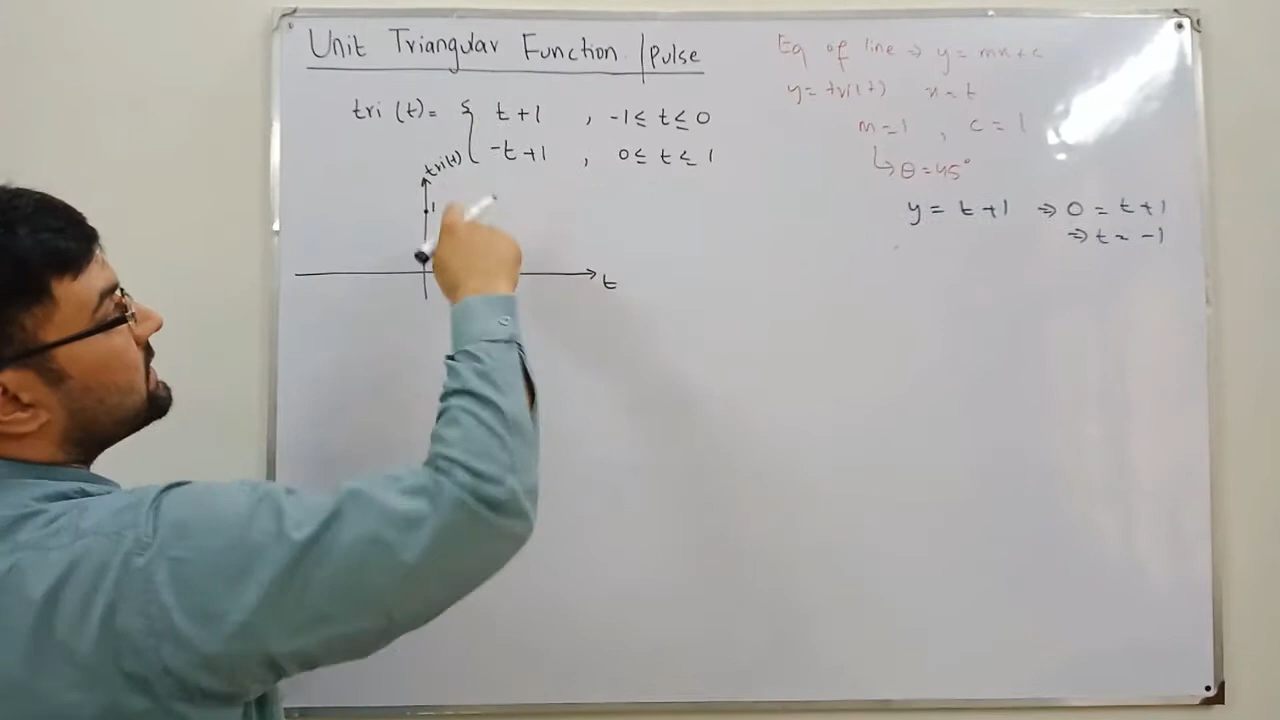 Unit Triangular Function /Pulse
tri (t) = { t+1 , -1 ≤ t ≤ 0
-t+1 , 0 ≤ t ≤ 1
tri(t)
1
t
Eq of line ⇒ y = mx + c
y = tri(t) x = t
m = 1 , c = 1
↳ θ = 45°
y = t+1 ⇒ 0 = t+1
⇒ t = -1